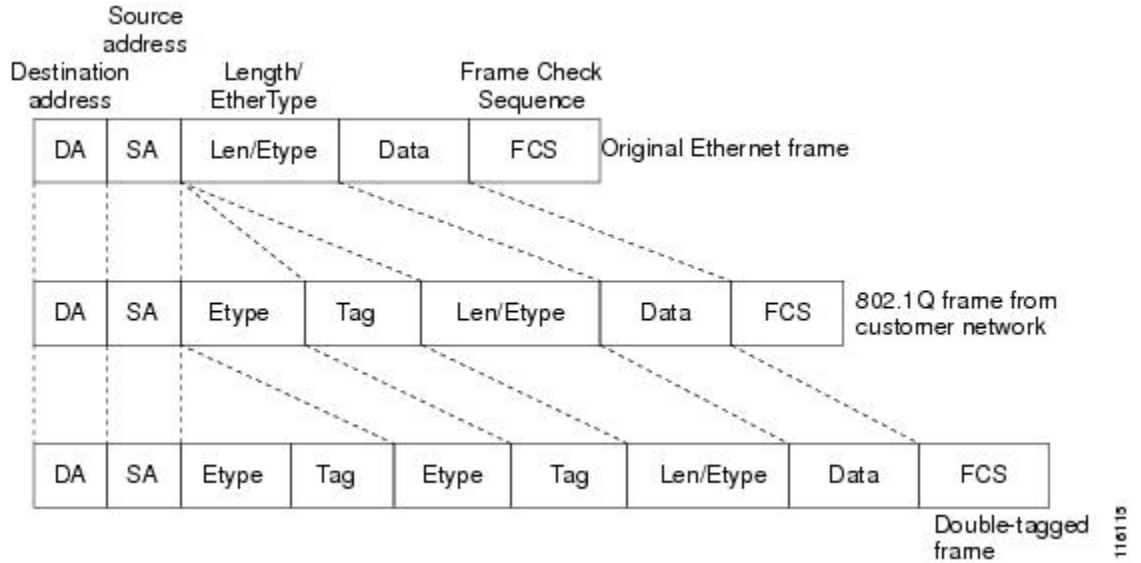 Source
address
Destination
address
Length/
EtherType
Frame Check
Sequence
DA SA Len/Etype Data FCS Original Ethernet frame
DA SA Etype Tag Len/Etype Data FCS
802.1Q frame from
customer network
DA SA Etype Tag Etype Tag Len/Etype Data FCS
Double-tagged
frame
116115